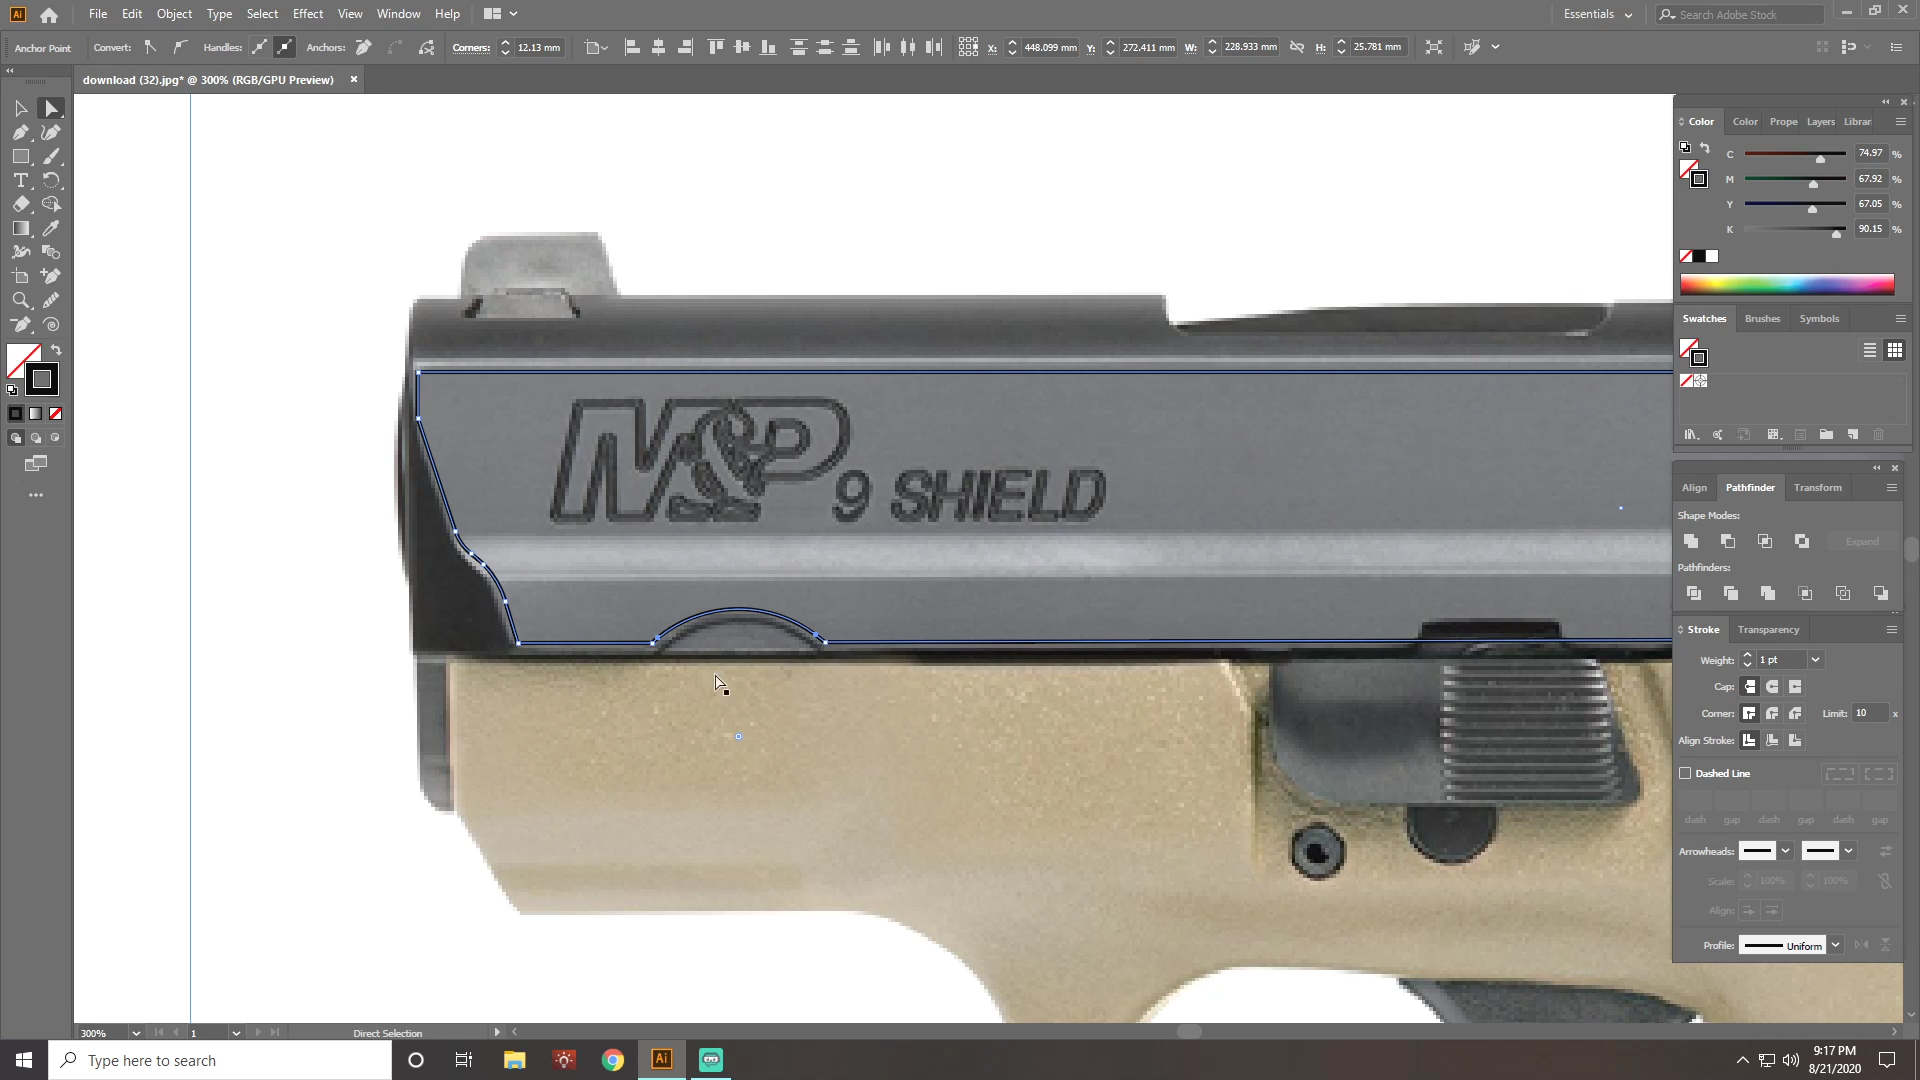 Ai File Edit Object Type Select Effect View Window Help Essentials Search Adobe Stock
Anchor Point Convert: Handles: Anchors: Corners: 12.13 mm X: 448.099 mm Y: 272.411 mm W: 228.933 mm H: 25.781 mm
download (32).jpg* @ 300% (RGB/GPU Preview)
Color Color Prope Layers Librar
C 74.97 %
M 67.92 %
Y 67.05 %
K 90.15 %
Swatches Brushes Symbols
M&P 9 SHIELD
Align Pathfinder Transform
Shape Modes:
Expand
Pathfinders:
Stroke Transparency
Weight: 1 pt
Cap:
Corner: Limit: 10 x
Align Stroke:
Dashed Line
dash gap dash gap dash gap
Arrowheads:
Scale: 100% 100%
Align:
Profile: Uniform
300% 1 Direct Selection
Type here to search Ai 9:17 PM
8/21/2020